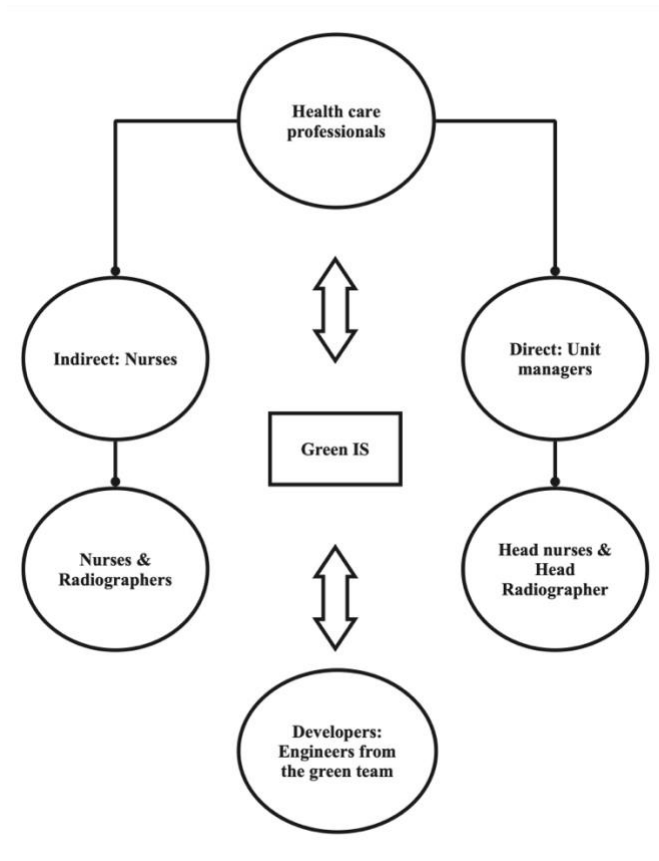 Health care
professionals
Indirect: Nurses
Direct: Unit
managers
Green IS
Nurses &
Radiographers
Head nurses &
Head
Radiographer
Developers:
Engineers from
the green team